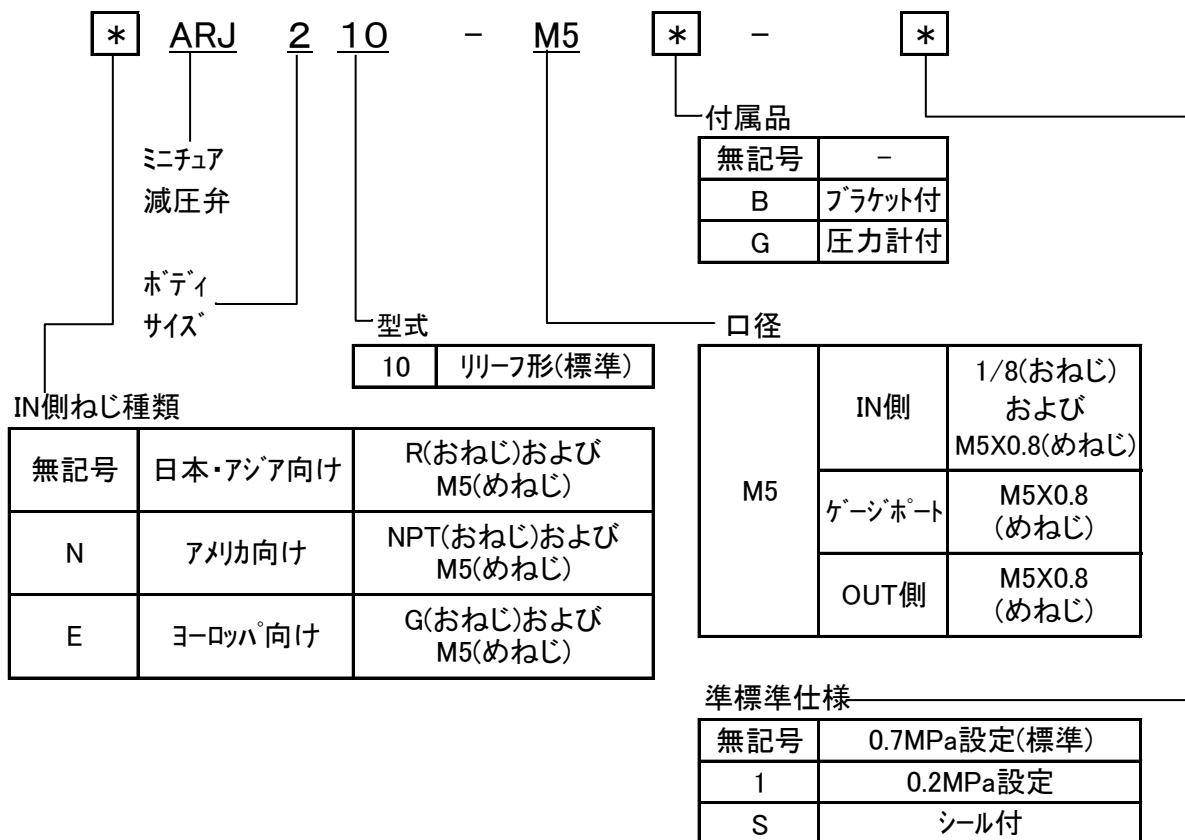 * ARJ 2 10 - M5 * - *
ミニチュア
減圧弁
ボディ
サイズ
型式
10 リリーフ形(標準)
付属品
無記号 -
B ブラケット付
G 圧力計付
IN側ねじ種類
無記号 日本・アジア向け R(おねじ)および
M5(めねじ)
N アメリカ向け NPT(おねじ)および
M5(めねじ)
E ヨーロッパ向け G(おねじ)および
M5(めねじ)
口径
M5
IN側
1/8(おねじ)
および
M5X0.8(めねじ)
ゲージポート
M5X0.8
(めねじ)
OUT側
M5X0.8
(めねじ)
準標準仕様
無記号 0.7MPa設定(標準)
1 0.2MPa設定
S シール付